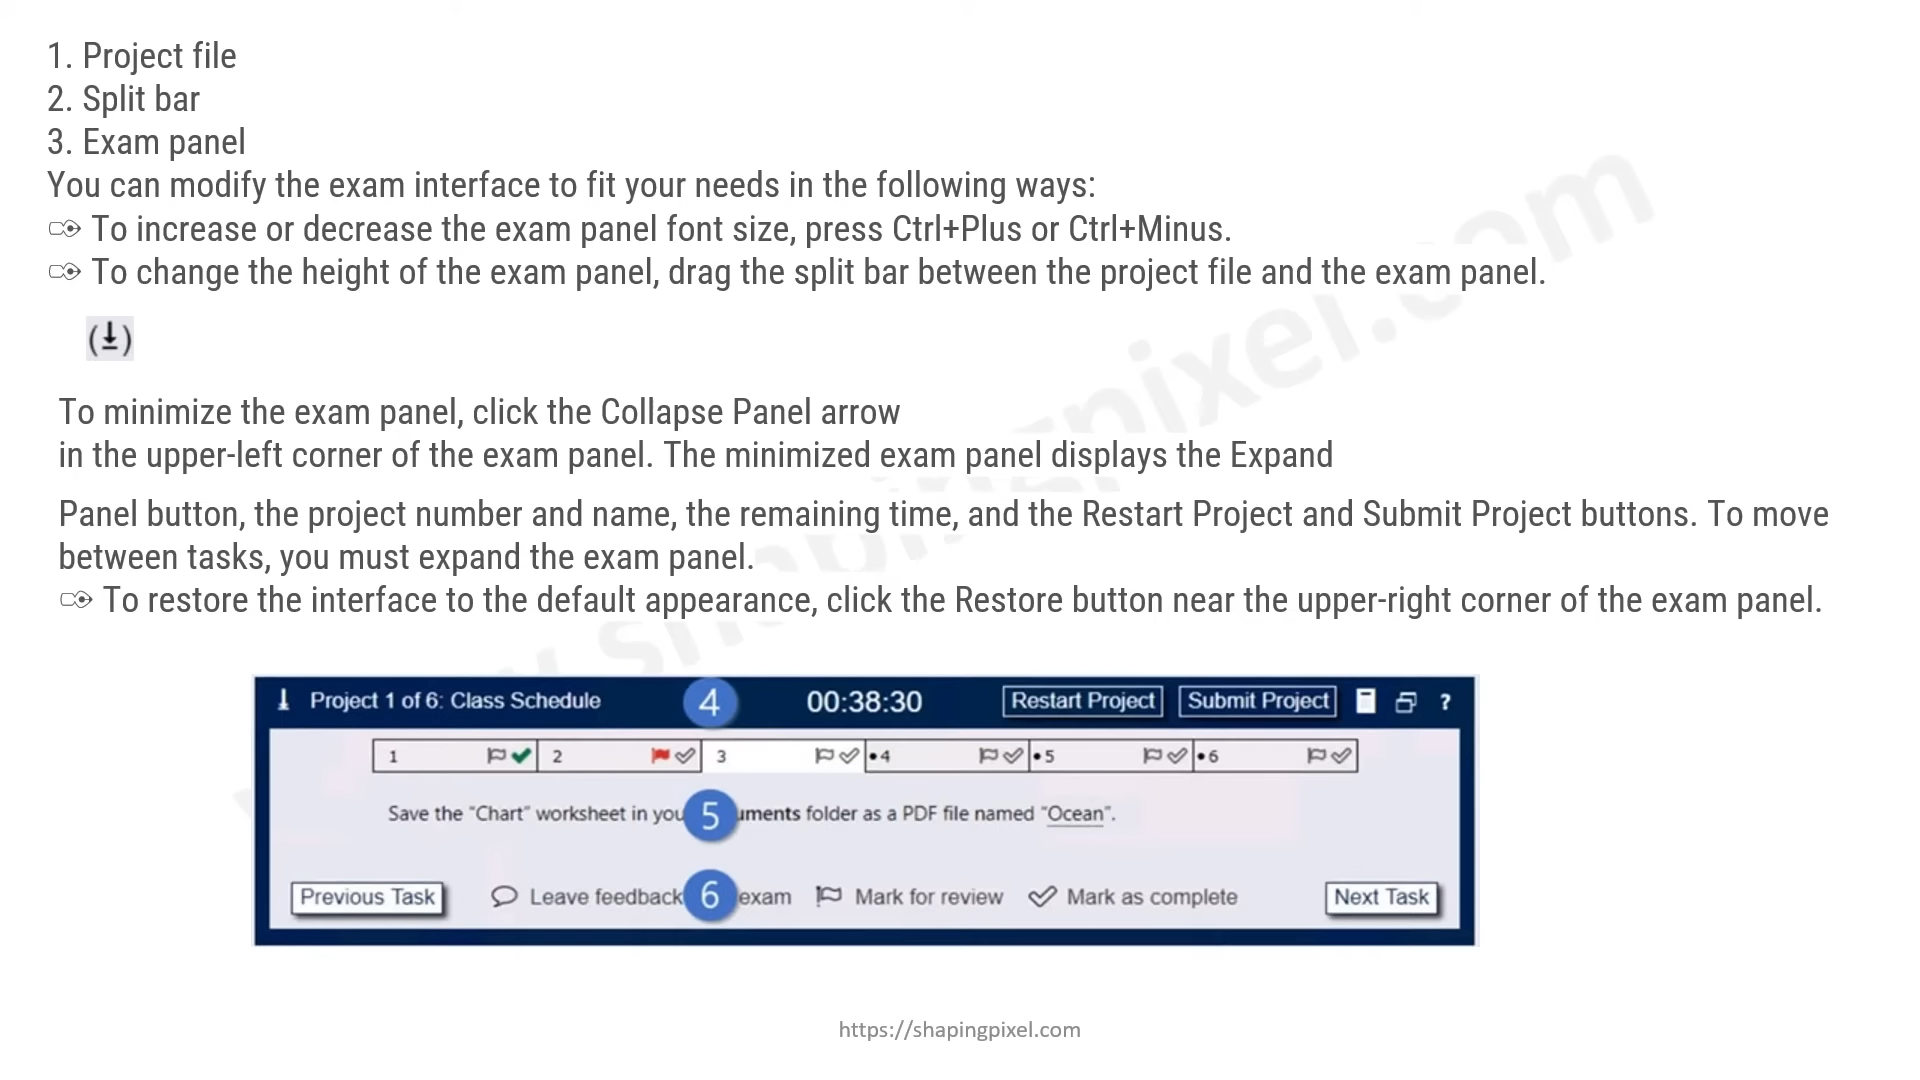 1. Project file
2. Split bar
3. Exam panel
You can modify the exam interface to fit your needs in the following ways:
To increase or decrease the exam panel font size, press Ctrl+Plus or Ctrl+Minus.
To change the height of the exam panel, drag the split bar between the project file and the exam panel.
To minimize the exam panel, click the Collapse Panel arrow
in the upper-left corner of the exam panel. The minimized exam panel displays the Expand
Panel button, the project number and name, the remaining time, and the Restart Project and Submit Project buttons. To move
between tasks, you must expand the exam panel.
To restore the interface to the default appearance, click the Restore button near the upper-right corner of the exam panel.
Project 1 of 6: Class Schedule 4 00:38:30 Restart Project Submit Project ?
1 2 3 •4 •5 •6
Save the “Chart” worksheet in you 5 uments folder as a PDF file named “Ocean”.
Previous Task Leave feedback 6 exam Mark for review Mark as complete Next Task
https://shapingpixel.com